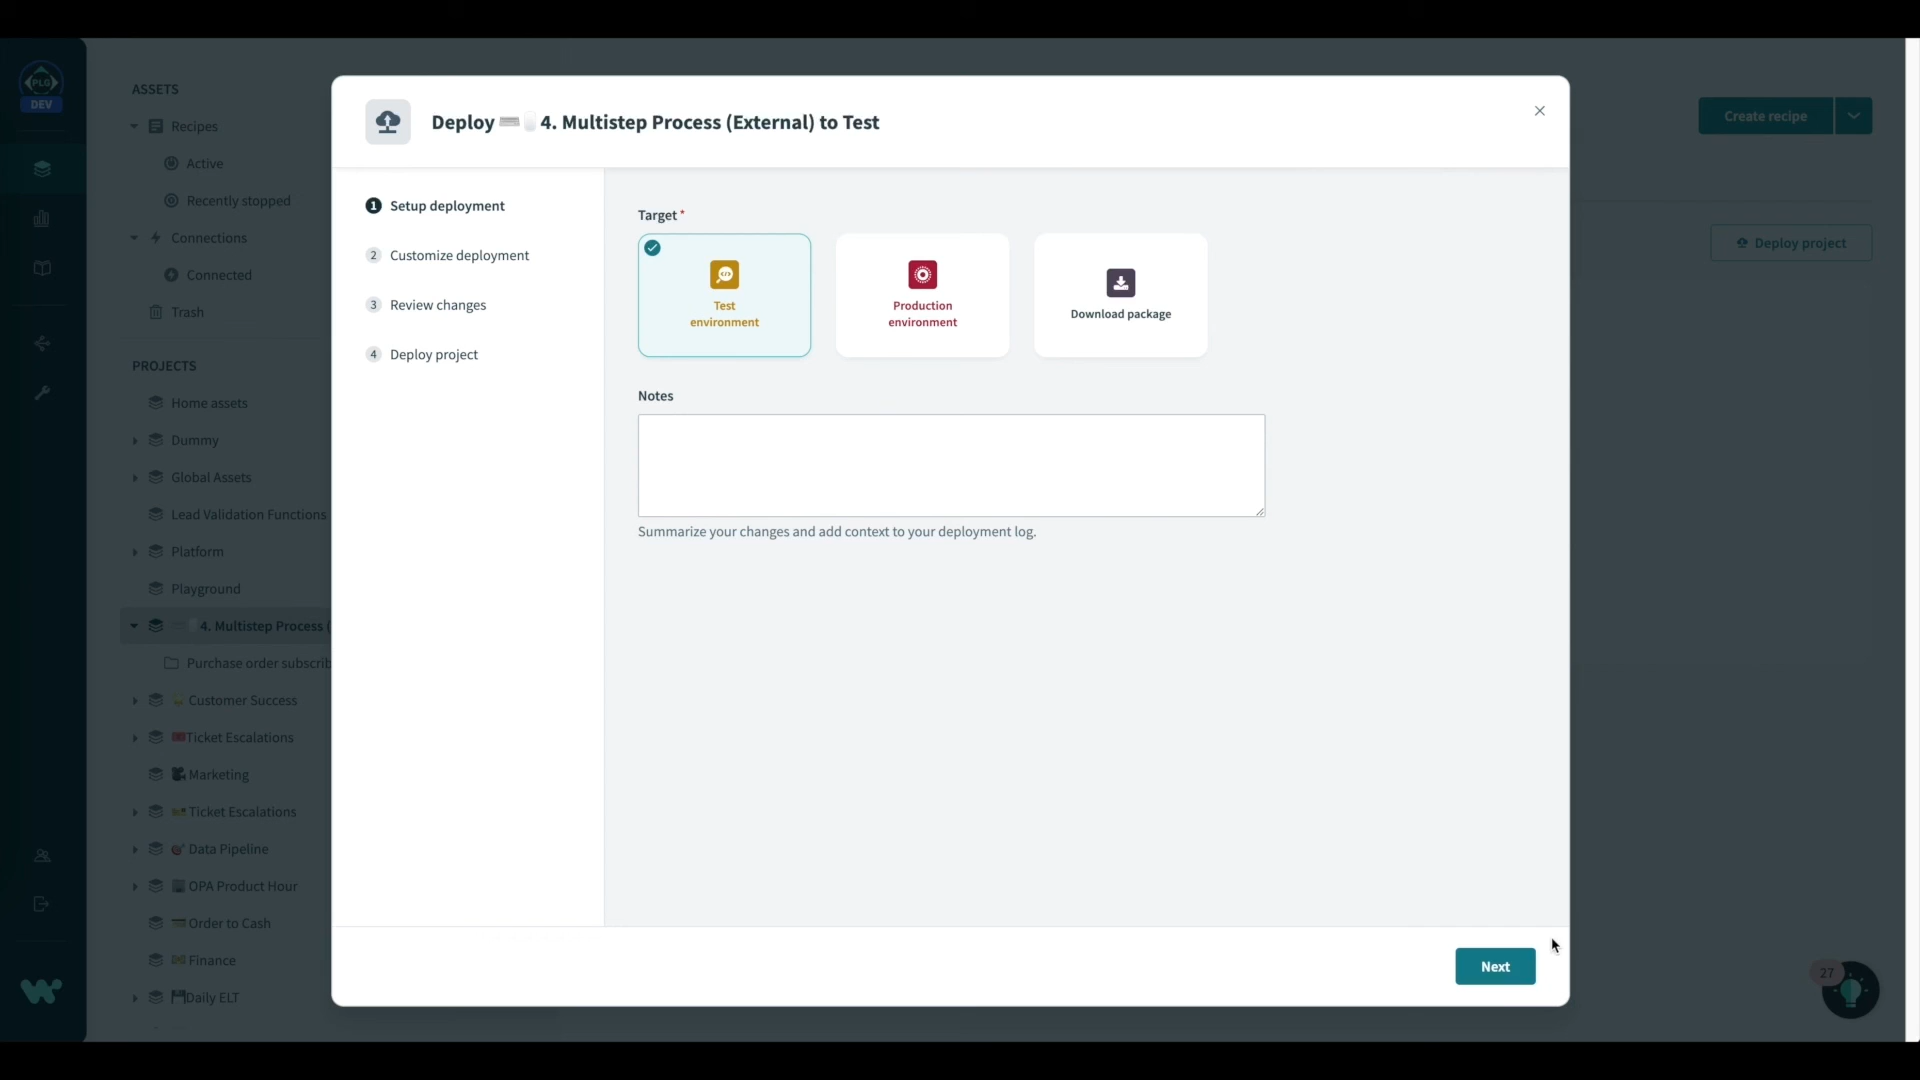 PLG
DEV
ASSETS
Recipes
Active
Recently stopped
Connections
Connected
Trash
PROJECTS
Home assets
Dummy
Global Assets
Lead Validation Functions
Platform
Playground
4. Multistep Process (
Purchase order subscrib
Customer Success
Ticket Escalations
Marketing
Ticket Escalations
Data Pipeline
OPA Product Hour
Order to Cash
Finance
Daily ELT
Deploy 4. Multistep Process (External) to Test
1 Setup deployment
2 Customize deployment
3 Review changes
4 Deploy project
Target *
Test
environment
Production
environment
Download package
Notes
Summarize your changes and add context to your deployment log.
Next
Create recipe
Deploy project
27